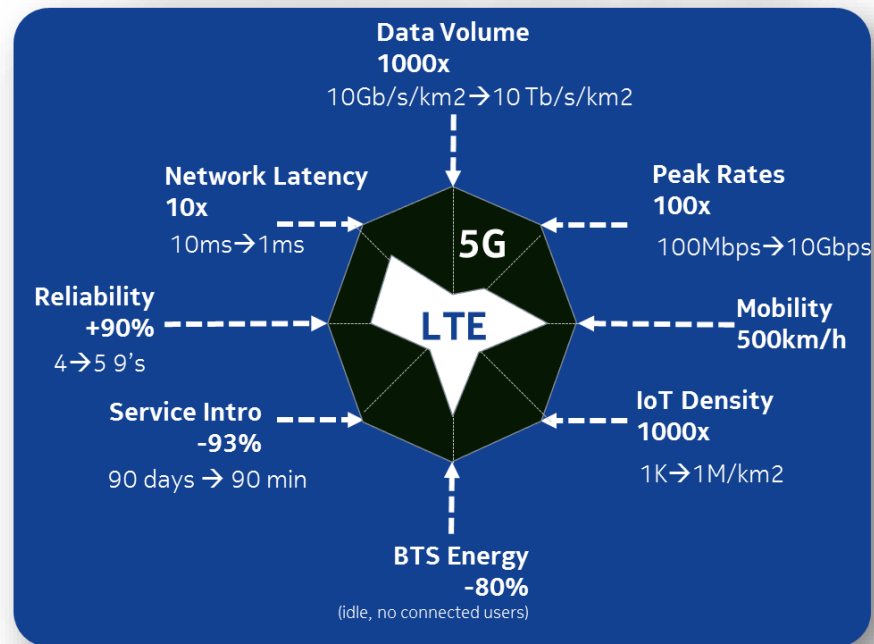 Data Volume
1000x
10Gb/s/km2→10 Tb/s/km2
Network Latency
10x
10ms→1ms
Peak Rates
100x
100Mbps→10Gbps
5G
Reliability
+90%
4→5 9’s
LTE
Mobility
500km/h
Service Intro
-93%
90 days → 90 min
IoT Density
1000x
1K→1M/km2
BTS Energy
-80%
(idle, no connected users)